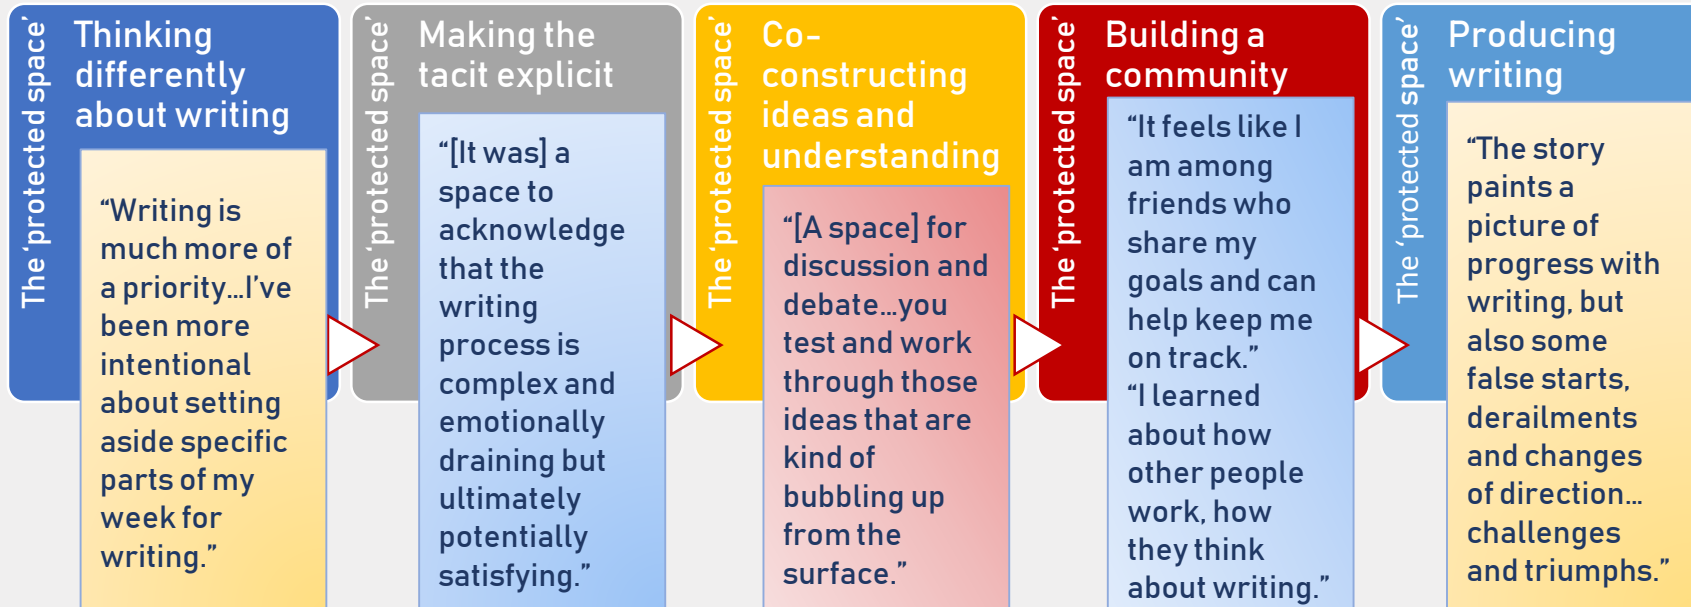 The ‘protected space’
Thinking
differently
about writing
“Writing is
much more of
a priority...I’ve
been more
intentional
about setting
aside specific
parts of my
week for
writing.”
The ‘protected space’
Making the
tacit explicit
“[It was] a
space to
acknowledge
that the
writing
process is
complex and
emotionally
draining but
ultimately
potentially
satisfying.”
The ‘protected space’
Co-
constructing
ideas and
understanding
“[A space] for
discussion and
debate...you
test and work
through those
ideas that are
kind of
bubbling up
from the
surface.”
The ‘protected space’
Building a
community
“It feels like I
am among
friends who
share my
goals and can
help keep me
on track.”
“I learned
about how
other people
work, how
they think
about writing.”
The ‘protected space’
Producing
writing
“The story
paints a
picture of
progress with
writing, but
also some
false starts,
derailments
and changes
of direction...
challenges
and triumphs.”